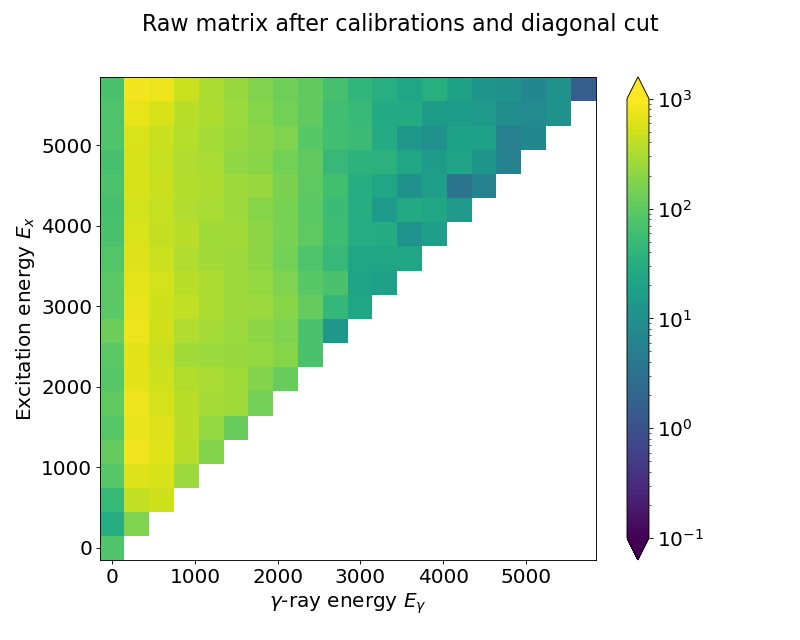 Raw matrix after calibrations and diagonal cut
Excitation energy $E_x$
5000
4000
3000
2000
1000
0
0 1000 2000 3000 4000 5000
γ-ray energy $E_γ$
10³
10²
10¹
10⁰
10⁻¹